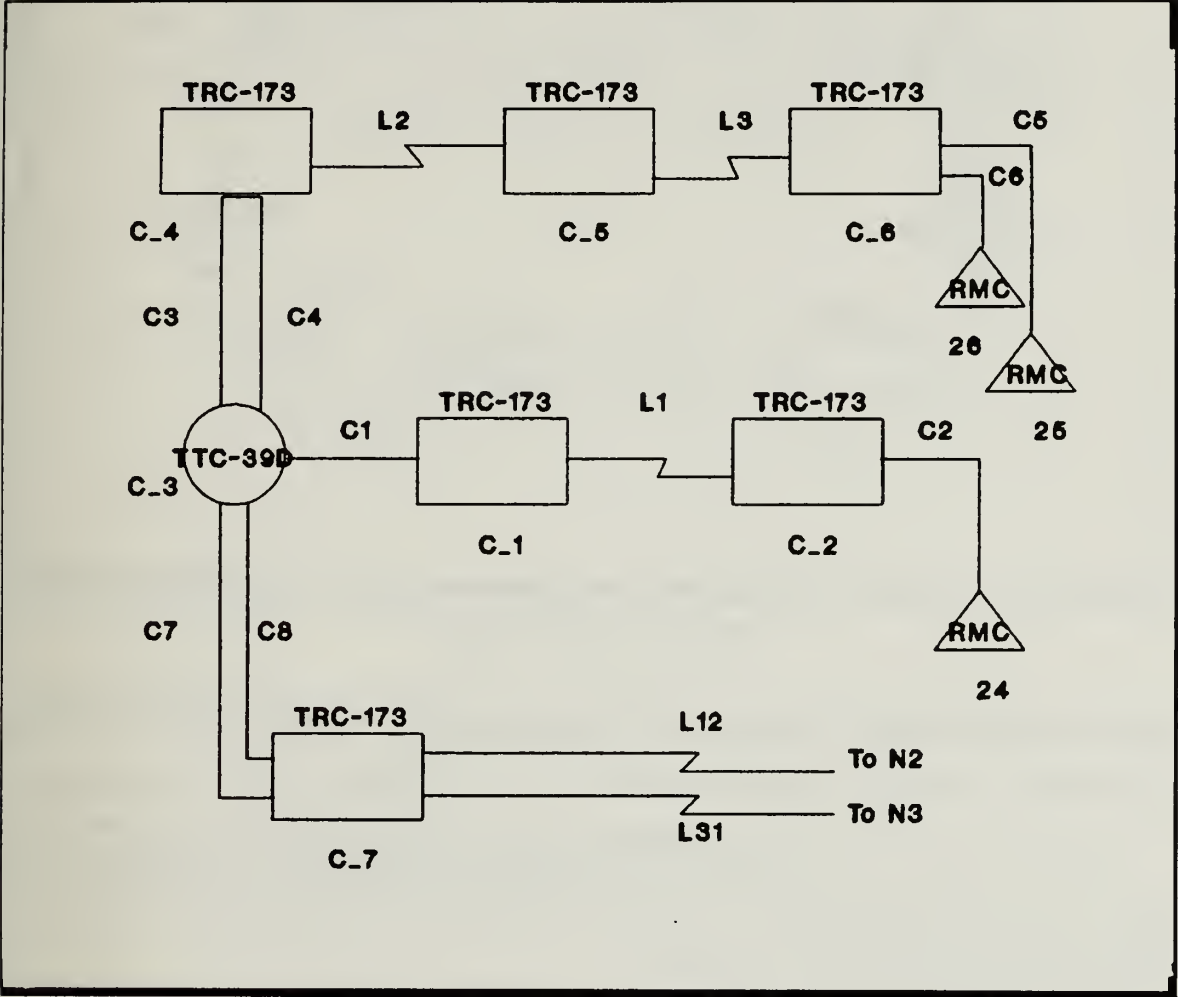 TRC-173
TRC-173
TRC-173
L2
L3
C5
C6
C_4
C_5
C_6
RMC
26
C3
C4
RMC
25
TRC-173
L1
TRC-173
C1
C2
TTC-39D
C_3
C_1
C_2
C7
C8
RMC
24
TRC-173
L12
To N2
To N3
L31
C_7